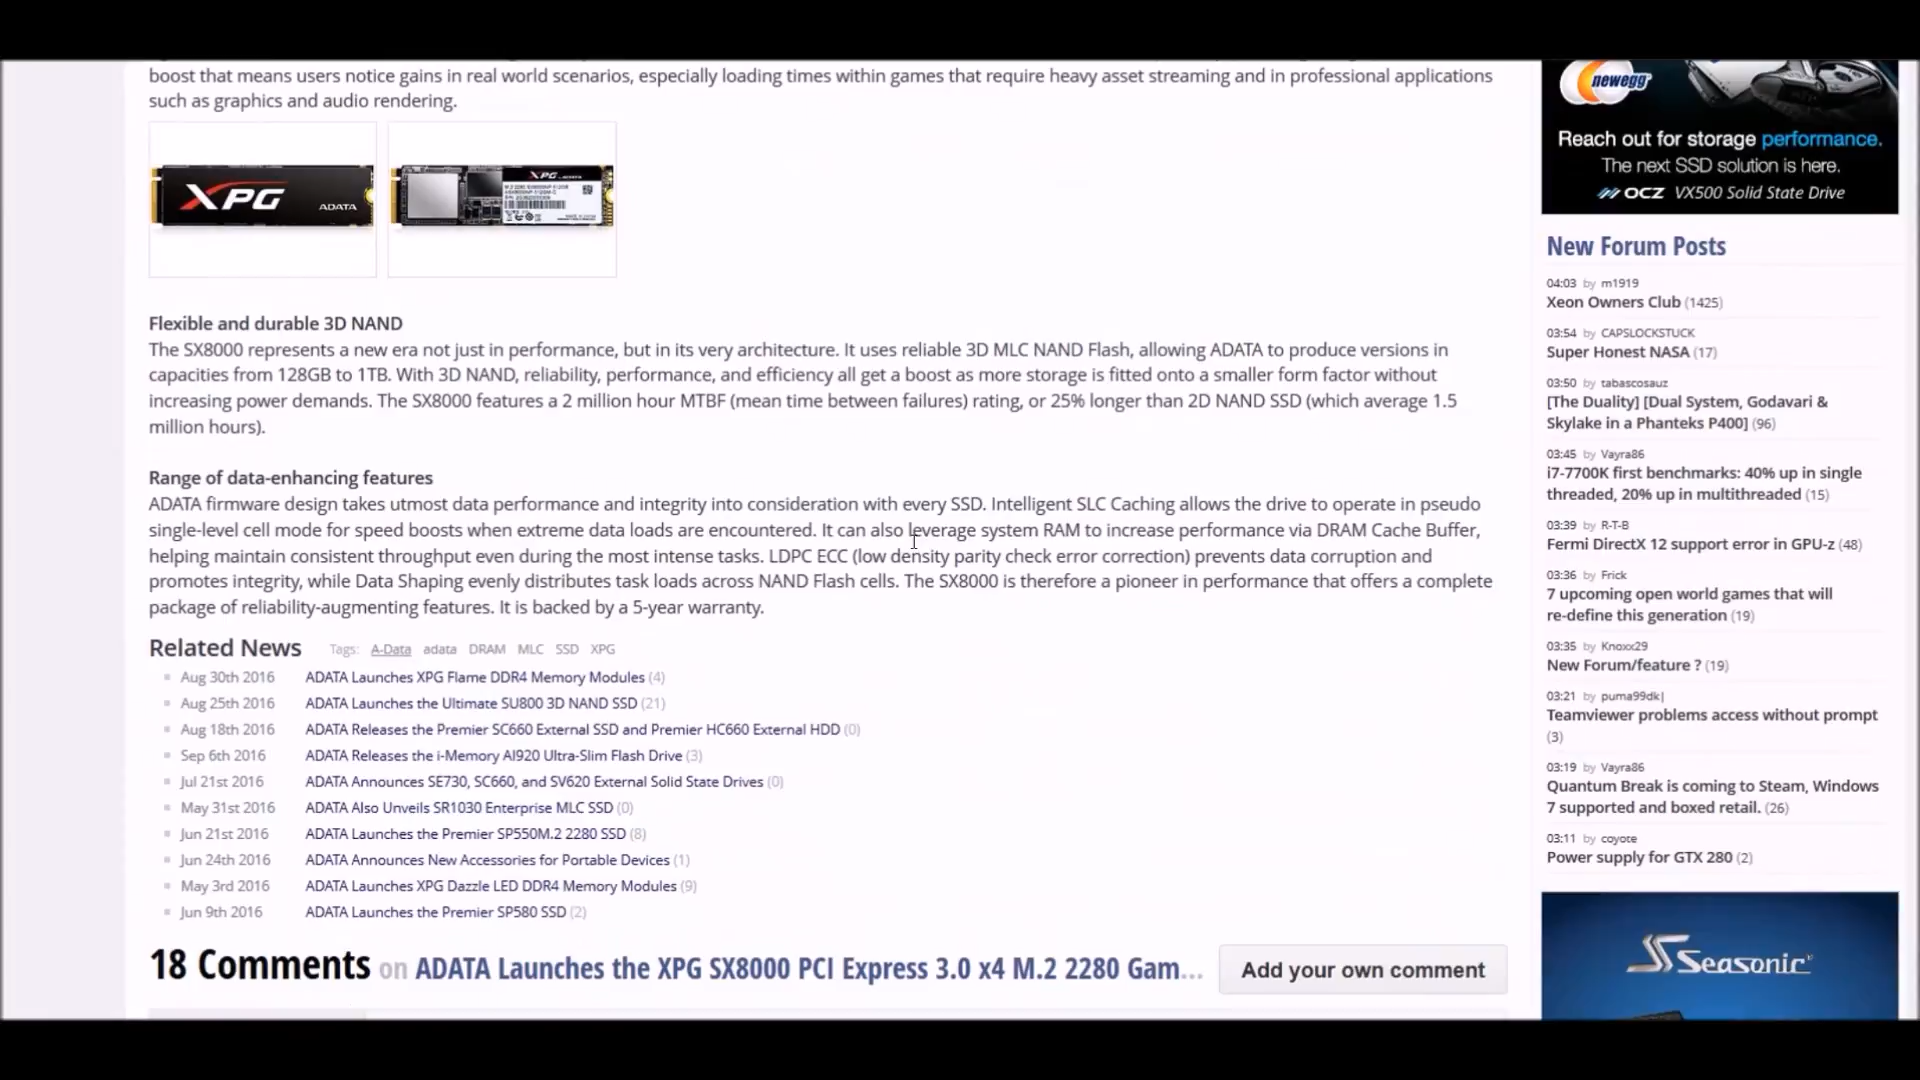 boost that means users notice gains in real world scenarios, especially loading times within games that require heavy asset streaming and in professional applications
such as graphics and audio rendering.
XPG
ADATA
XPG
Flexible and durable 3D NAND
The SX8000 represents a new era not just in performance, but in its very architecture. It uses reliable 3D MLC NAND Flash, allowing ADATA to produce versions in
capacities from 128GB to 1TB. With 3D NAND, reliability, performance, and efficiency all get a boost as more storage is fitted onto a smaller form factor without
increasing power demands. The SX8000 features a 2 million hour MTBF (mean time between failures) rating, or 25% longer than 2D NAND SSD (which average 1.5
million hours).
Range of data-enhancing features
ADATA firmware design takes utmost data performance and integrity into consideration with every SSD. Intelligent SLC Caching allows the drive to operate in pseudo
single-level cell mode for speed boosts when extreme data loads are encountered. It can also leverage system RAM to increase performance via DRAM Cache Buffer,
helping maintain consistent throughput even during the most intense tasks. LDPC ECC (low density parity check error correction) prevents data corruption and
promotes integrity, while Data Shaping evenly distributes task loads across NAND Flash cells. The SX8000 is therefore a pioneer in performance that offers a complete
package of reliability-augmenting features. It is backed by a 5-year warranty.
Related News Tags: A-Data adata DRAM MLC SSD XPG
Aug 30th 2016 ADATA Launches XPG Flame DDR4 Memory Modules (4)
Aug 25th 2016 ADATA Launches the Ultimate SU800 3D NAND SSD (21)
Aug 18th 2016 ADATA Releases the Premier SC660 External SSD and Premier HC660 External HDD (0)
Sep 6th 2016 ADATA Releases the i-Memory AI920 Ultra-Slim Flash Drive (3)
Jul 21st 2016 ADATA Announces SE730, SC660, and SV620 External Solid State Drives (0)
May 31st 2016 ADATA Also Unveils SR1030 Enterprise MLC SSD (0)
Jun 21st 2016 ADATA Launches the Premier SP550M.2 2280 SSD (8)
Jun 24th 2016 ADATA Announces New Accessories for Portable Devices (1)
May 3rd 2016 ADATA Launches XPG Dazzle LED DDR4 Memory Modules (9)
Jun 9th 2016 ADATA Launches the Premier SP580 SSD (2)
18 Comments on ADATA Launches the XPG SX8000 PCI Express 3.0 x4 M.2 2280 Gam...
Add your own comment
newegg
Reach out for storage performance.
The next SSD solution is here.
OCZ VX500 Solid State Drive
New Forum Posts
04:03 by m1919
Xeon Owners Club (1425)
03:54 by CAPSLOCKSTUCK
Super Honest NASA (17)
03:50 by tabascosauz
[The Duality] [Dual System, Godavari &
Skylake in a Phanteks P400] (96)
03:45 by Vayra86
i7-7700K first benchmarks: 40% up in single
threaded, 20% up in multithreaded (15)
03:39 by R-T-B
Fermi DirectX 12 support error in GPU-z (48)
03:36 by Frick
7 upcoming open world games that will
re-define this generation (19)
03:35 by Knoxx29
New Forum/feature ? (19)
03:21 by puma99dk|
Teamviewer problems access without prompt
(3)
03:19 by Vayra86
Quantum Break is coming to Steam, Windows
7 supported and boxed retail. (26)
03:11 by coyote
Power supply for GTX 280 (2)
Seasonic